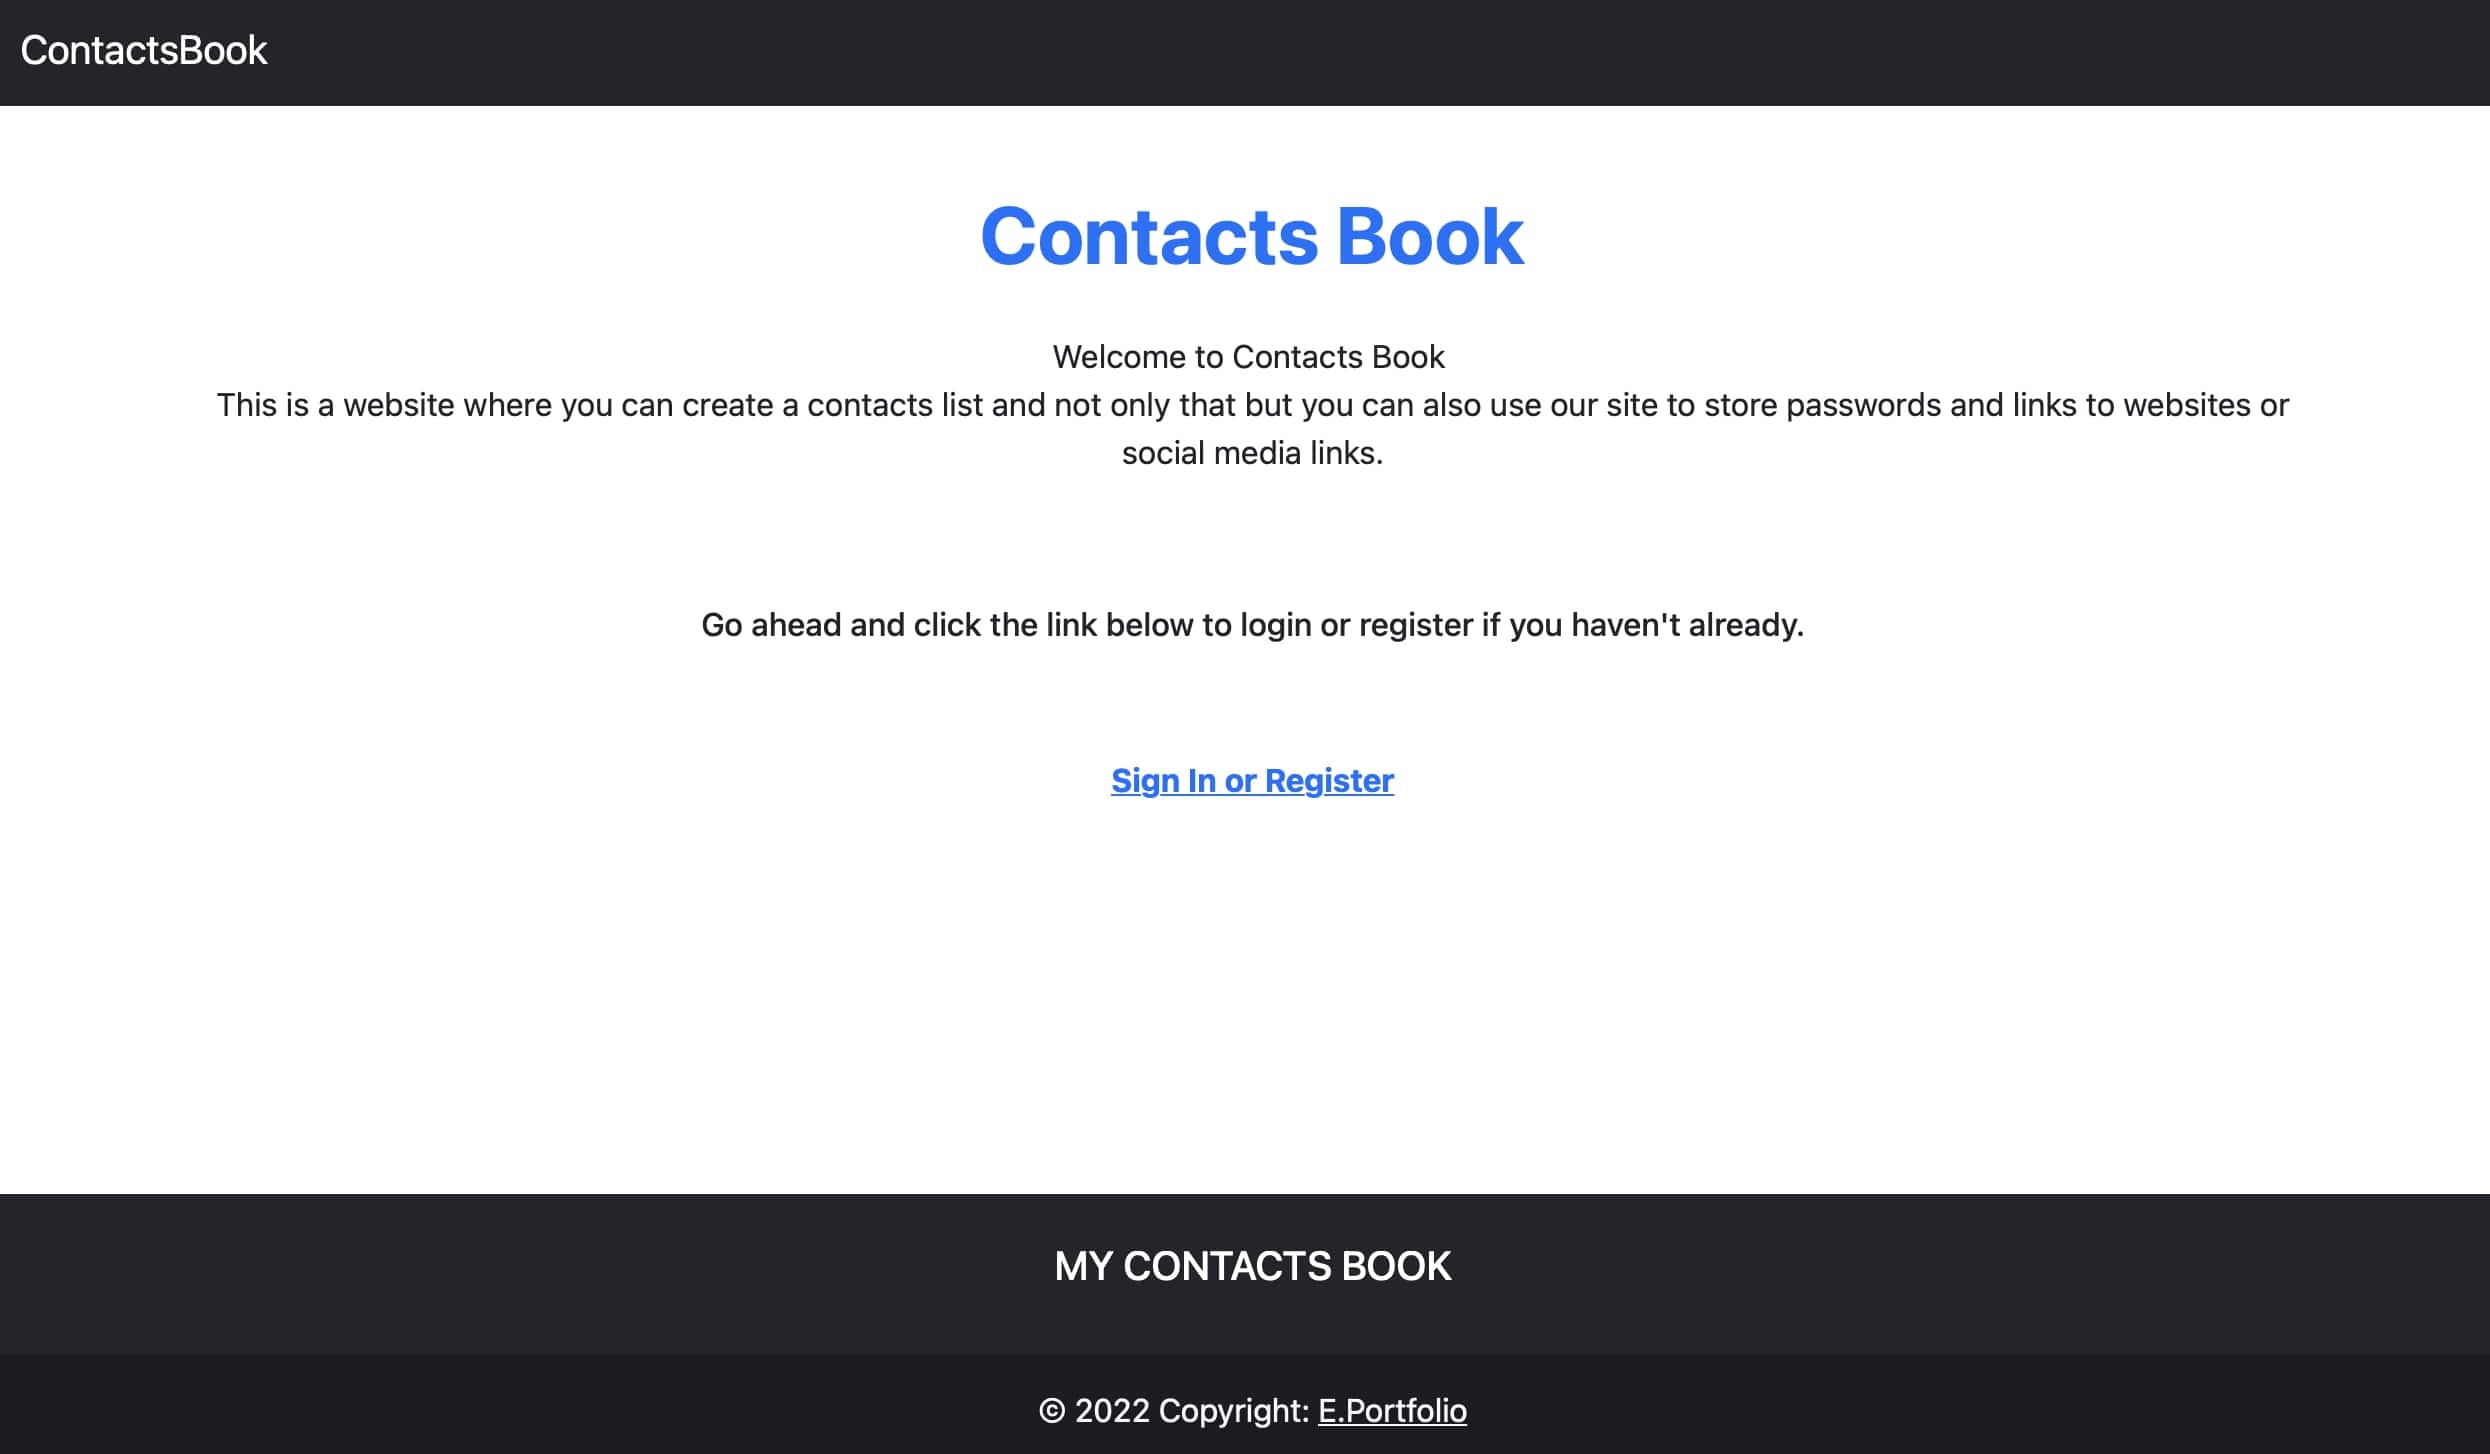 ContactsBook
Contacts Book
Welcome to Contacts Book
This is a website where you can create a contacts list and not only that but you can also use our site to store passwords and links to websites or
social media links.
Go ahead and click the link below to login or register if you haven't already.
Sign In or Register
MY CONTACTS BOOK
© 2022 Copyright: E.Portfolio